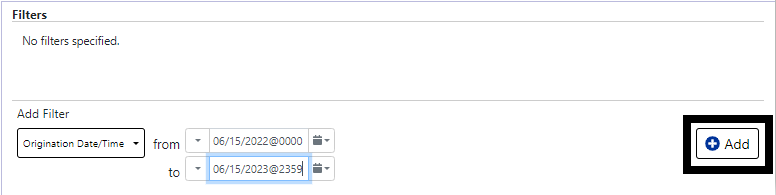 Filters
No filters specified.
Add Filter
Origination Date/Time from 06/15/2022@0000 Add
to 06/15/2023@2359